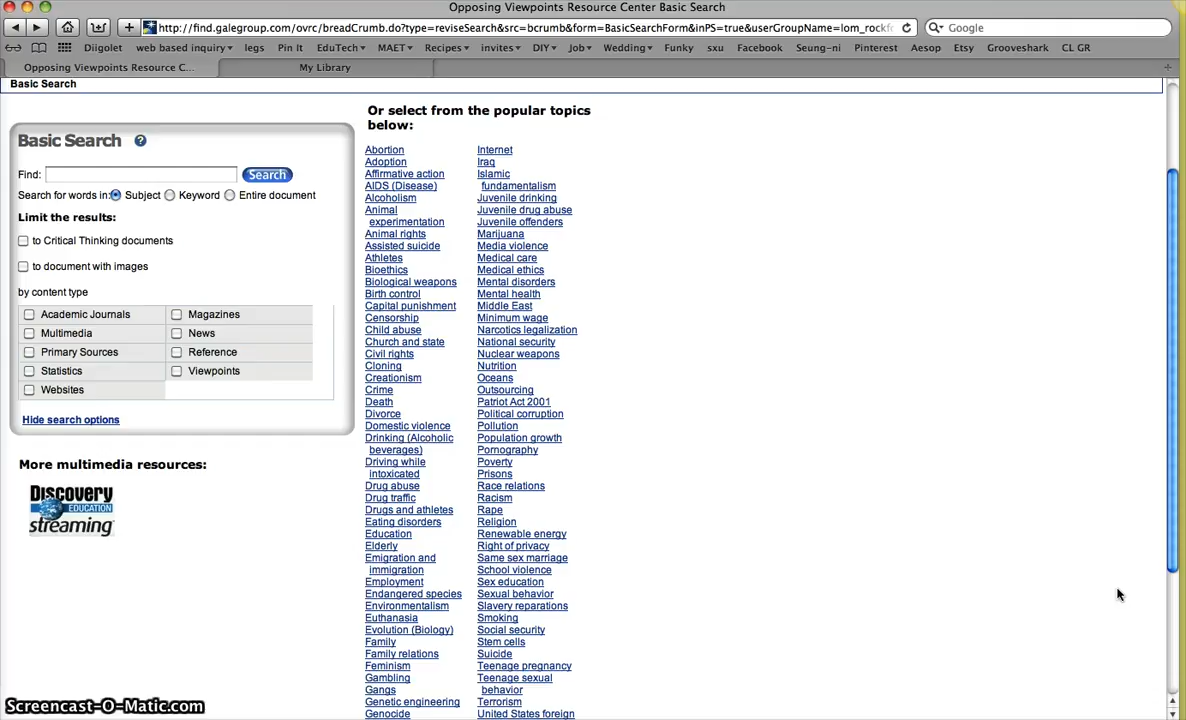 Opposing Viewpoints Resource Center Basic Search
http://find.galegroup.com/ovrc/breadCrumb.do?type=reviseSearch&src=bcrumb&form=BasicSearchForm&inPS=true&userGroupName=lom_rockf
Google
Diigolet web based inquiry legs Pin It EduTech MAET Recipes invites DIY Job Wedding Funky sxu Facebook Seung-ni Pinterest Aesop Etsy Grooveshark CL GR
Opposing Viewpoints Resource C... My Library
Basic Search
Or select from the popular topics
below:
Basic Search ?
Find: Search
Search for words in: Subject Keyword Entire document
Limit the results:
to Critical Thinking documents
to document with images
by content type
Academic Journals Magazines
Multimedia News
Primary Sources Reference
Statistics Viewpoints
Websites
Hide search options
More multimedia resources:
DISCOVERY
EDUCATION
streaming
Abortion
Adoption
Affirmative action
AIDS (Disease)
Alcoholism
Animal
experimentation
Animal rights
Assisted suicide
Athletes
Bioethics
Biological weapons
Birth control
Capital punishment
Censorship
Child abuse
Church and state
Civil rights
Cloning
Creationism
Crime
Death
Divorce
Domestic violence
Drinking (Alcoholic
beverages)
Driving while
intoxicated
Drug abuse
Drug traffic
Drugs and athletes
Eating disorders
Education
Elderly
Emigration and
immigration
Employment
Endangered species
Environmentalism
Euthanasia
Evolution (Biology)
Family
Family relations
Feminism
Gambling
Gangs
Genetic engineering
Genocide
Internet
Iraq
Islamic
fundamentalism
Juvenile drinking
Juvenile drug abuse
Juvenile offenders
Marijuana
Media violence
Medical care
Medical ethics
Mental disorders
Mental health
Middle East
Minimum wage
Narcotics legalization
National security
Nuclear weapons
Nutrition
Oceans
Outsourcing
Patriot Act 2001
Political corruption
Pollution
Population growth
Pornography
Poverty
Prisons
Race relations
Racism
Rape
Religion
Renewable energy
Right of privacy
Same sex marriage
School violence
Sex education
Sexual behavior
Slavery reparations
Smoking
Social security
Stem cells
Suicide
Teenage pregnancy
Teenage sexual
behavior
Terrorism
United States foreign
Screencast-O-Matic.com